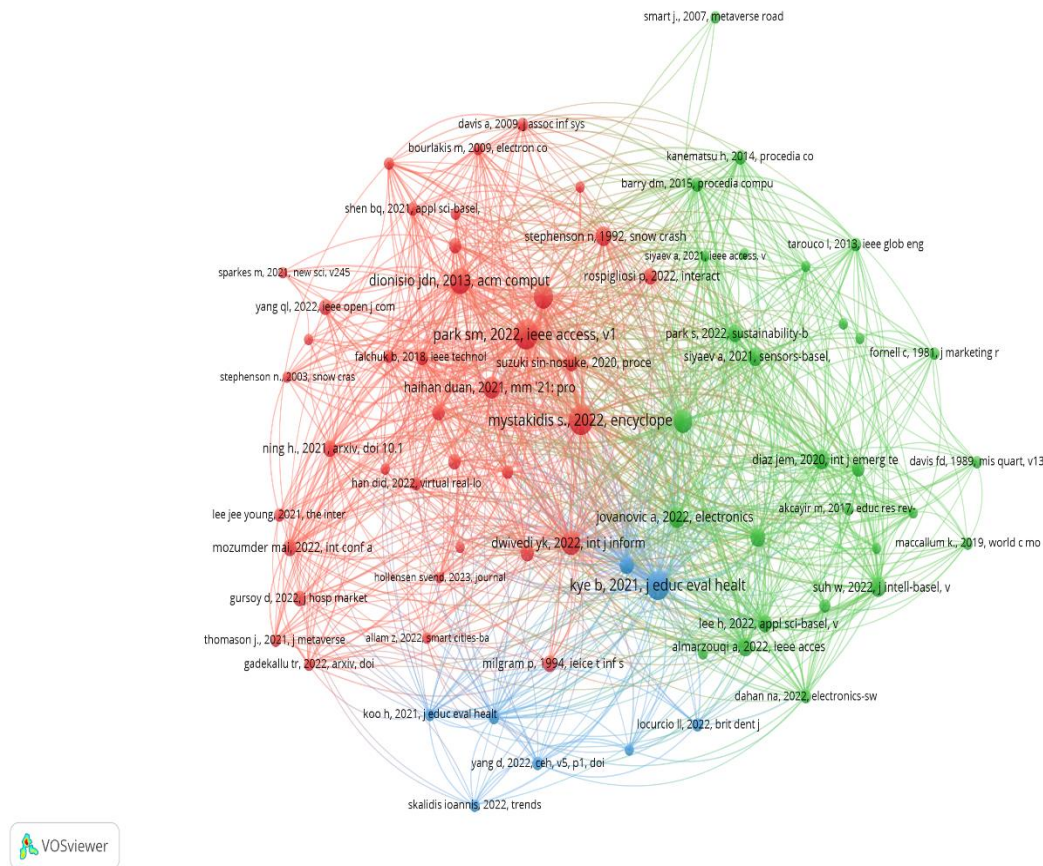 smart j., 2007, metaverse road
davis a, 2009, j assoc inf sys
bourlakis m, 2009, electron co
kanematsu h, 2014, procedia co
barry dm, 2015, procedia compu
shen bq, 2021, appl sci-basel,
stephenson n, 1992, snow crash
tarouco l, 2013, ieee glob eng
siyaev a, 2021, ieee access, v
sparkes m, 2021, new sci, v245
dionisio jdn, 2013, acm comput
rospigliosi p, 2022, interact
yang ql, 2022, ieee open j com
park sm, 2022, ieee access, v1
park s, 2022, sustainability-b
fornell c, 1981, j marketing r
falchuk b, 2018, ieee technol
suzuki sin-nosuke, 2020, proce
siyaev a, 2021, sensors-basel,
stephenson n., 2003, snow cras
haihan duan, 2021, mm '21: pro
mystakidis s., 2022, encyclope
ning h., 2021, arxiv, doi 10.1
diaz jem, 2020, int j emerg te
davis fd, 1989, mis quart, v13
han did, 2022, virtual real-lo
akcayir m, 2017, educ res rev-
lee jee young, 2021, the inter
jovanovic a, 2022, electronics
mozumder mai, 2022, int conf a
dwivedi yk, 2022, int j inform
maccallum k., 2019, world c mo
hollensen svend, 2023, journal
kye b, 2021, j educ eval healt
suh w, 2022, j intell-basel, v
gursoy d, 2022, j hosp market
lee h, 2022, appl sci-basel, v
thomason j., 2021, j metaverse
allam z, 2022, smart cities-ba
almarzouqi a, 2022, ieee acces
gadekallu tr, 2022, arxiv, doi
milgram p, 1994, ieice t inf s
dahan na, 2022, electronics-sw
koo h, 2021, j educ eval healt
locurcio ll, 2022, brit dent j
yang d, 2022, ceh, v5, p1, doi
skalidis ioannis, 2022, trends
VOSviewer